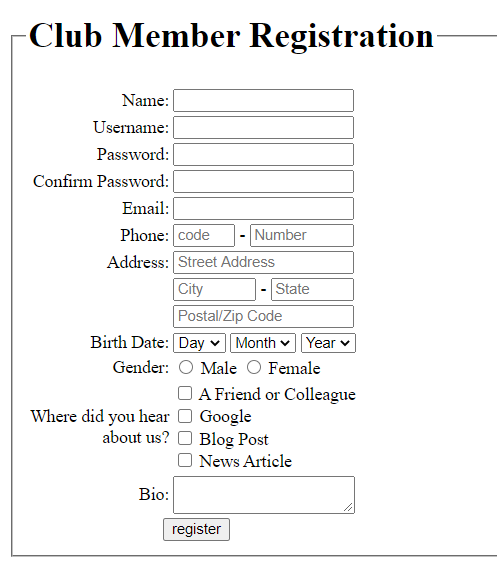 Club Member Registration
Name:
Username:
Password:
Confirm Password:
Email:
Phone: code - Number
Address: Street Address
City - State
Postal/Zip Code
Birth Date: Day Month Year
Gender: Male Female
A Friend or Colleague
Where did you hear Google
about us? Blog Post
News Article
Bio:
register